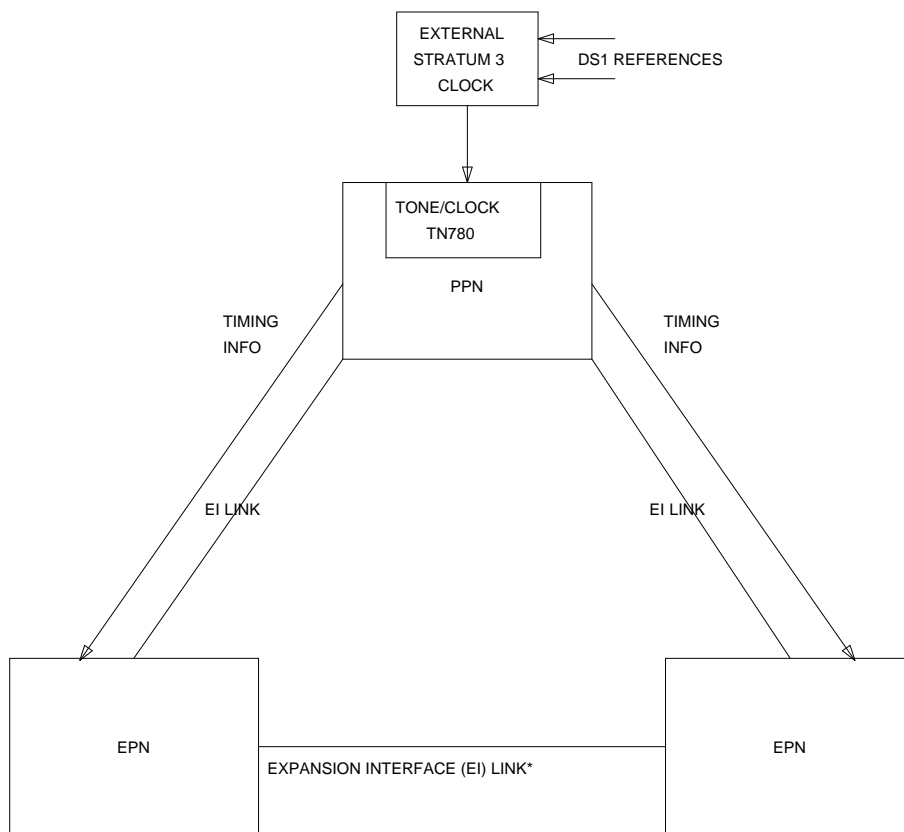 EXTERNAL
STRATUM 3
CLOCK
DS1 REFERENCES
TONE/CLOCK
TN780
PPN
TIMING
INFO
TIMING
INFO
EI LINK
EI LINK
EPN
EPN
EXPANSION INTERFACE (EI) LINK*